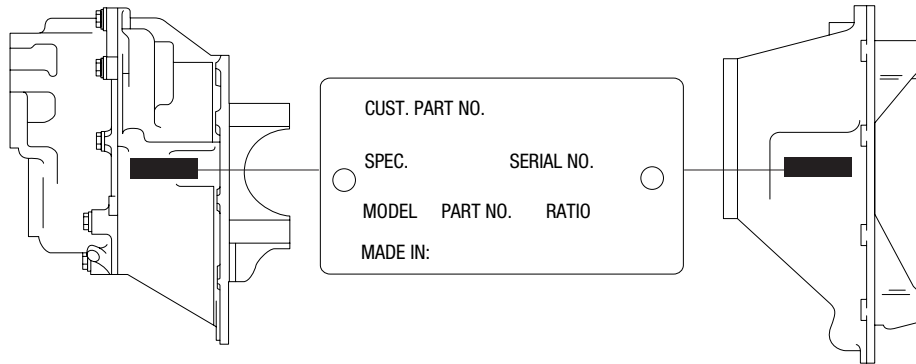 CUST. PART NO.
SPEC. SERIAL NO.
MODEL PART NO. RATIO
MADE IN: